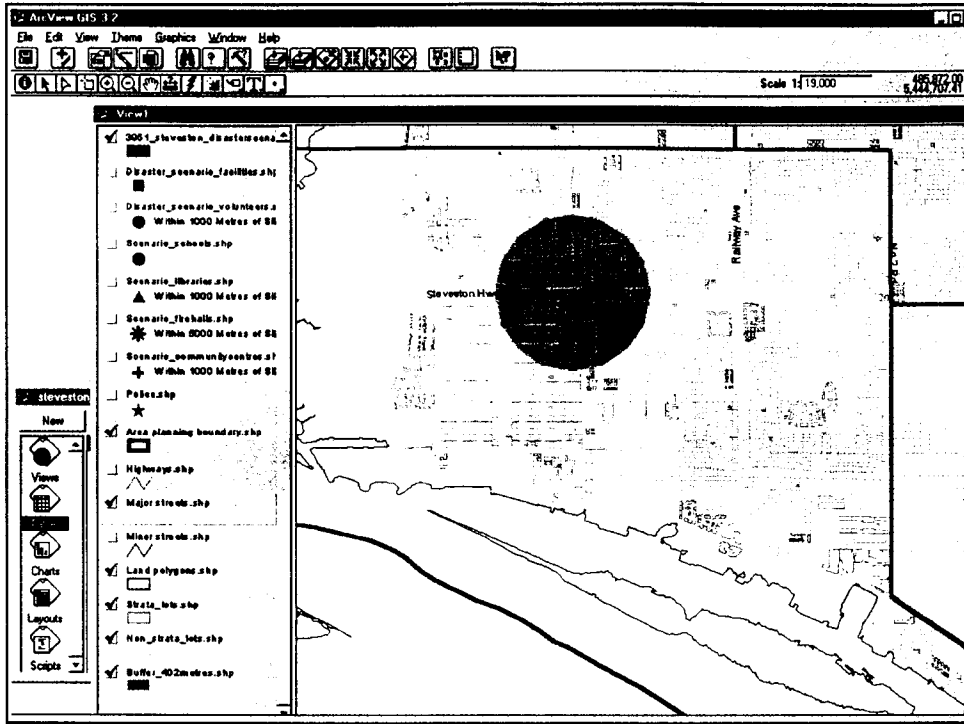 ArcView GIS 3.2
File Edit View Theme Graphics Window Help
Scale 1: 19,000
485,872.00
5,444,707.41
View1
3051_steveston_disasterscena
Disaster_scenario_facilities.shp
Disaster_scenario_volunteers.s
Within 1000 Metres of SE
Scenario_schools.shp
Scenario_libraries.shp
Within 1000 Metres of SE
Scenario_firehalls.shp
Within 5000 Metres of SE
Scenario_communitycentres.sh
Within 1000 Metres of SE
Police.shp
Area planning boundary.shp
Highways.shp
Major streets.shp
Minor streets.shp
Land polygons.shp
Strata_lots.shp
Non_strata_lots.shp
Buffer_402metres.shp
steveston
New
Views
Charts
Layouts
Scripts
Steveston Hw
Railway Ave